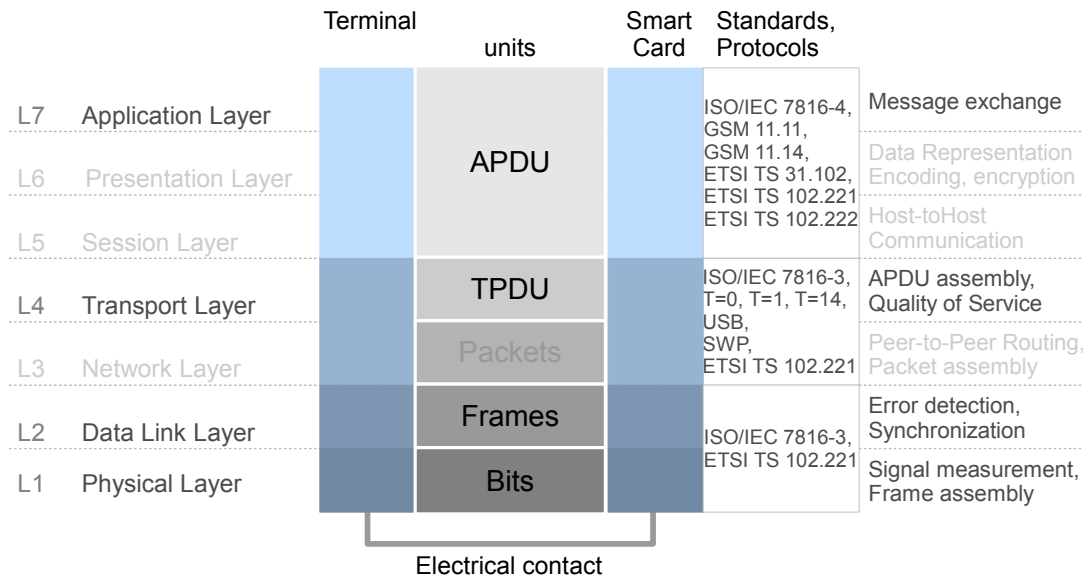 Terminal
units
Smart
Card
Standards,
Protocols
L7 Application Layer
APDU
ISO/IEC 7816-4,
GSM 11.11,
GSM 11.14,
ETSI TS 31.102,
ETSI TS 102.221
ETSI TS 102.222
Message exchange
L6 Presentation Layer
Data Representation
Encoding, encryption
L5 Session Layer
Host-toHost
Communication
L4 Transport Layer
TPDU
ISO/IEC 7816-3,
T=0, T=1, T=14,
USB,
SWP,
ETSI TS 102.221
APDU assembly,
Quality of Service
L3 Network Layer
Packets
Peer-to-Peer Routing,
Packet assembly
L2 Data Link Layer
Frames
ISO/IEC 7816-3,
ETSI TS 102.221
Error detection,
Synchronization
L1 Physical Layer
Bits
Signal measurement,
Frame assembly
Electrical contact